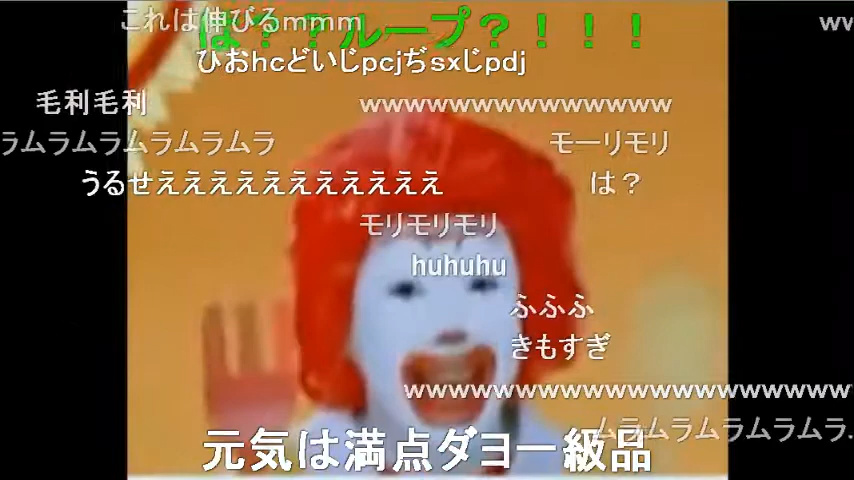 これは伸びるmmm
ww
は？？ループ？！！！
ひおhcどいじpcjぢsxじpdj
毛利毛利
wwwwwwwwwwwwww
ラムラムラムラムラムラ
モーリモリ
うるせえええええええええええ
は？
モリモリモリ
huhuhu
ふふふ
きもすぎ
wwwwwwwwwwwwwwwwwwww
ムラムラムラムラムラ
元気は満点ダヨ一級品